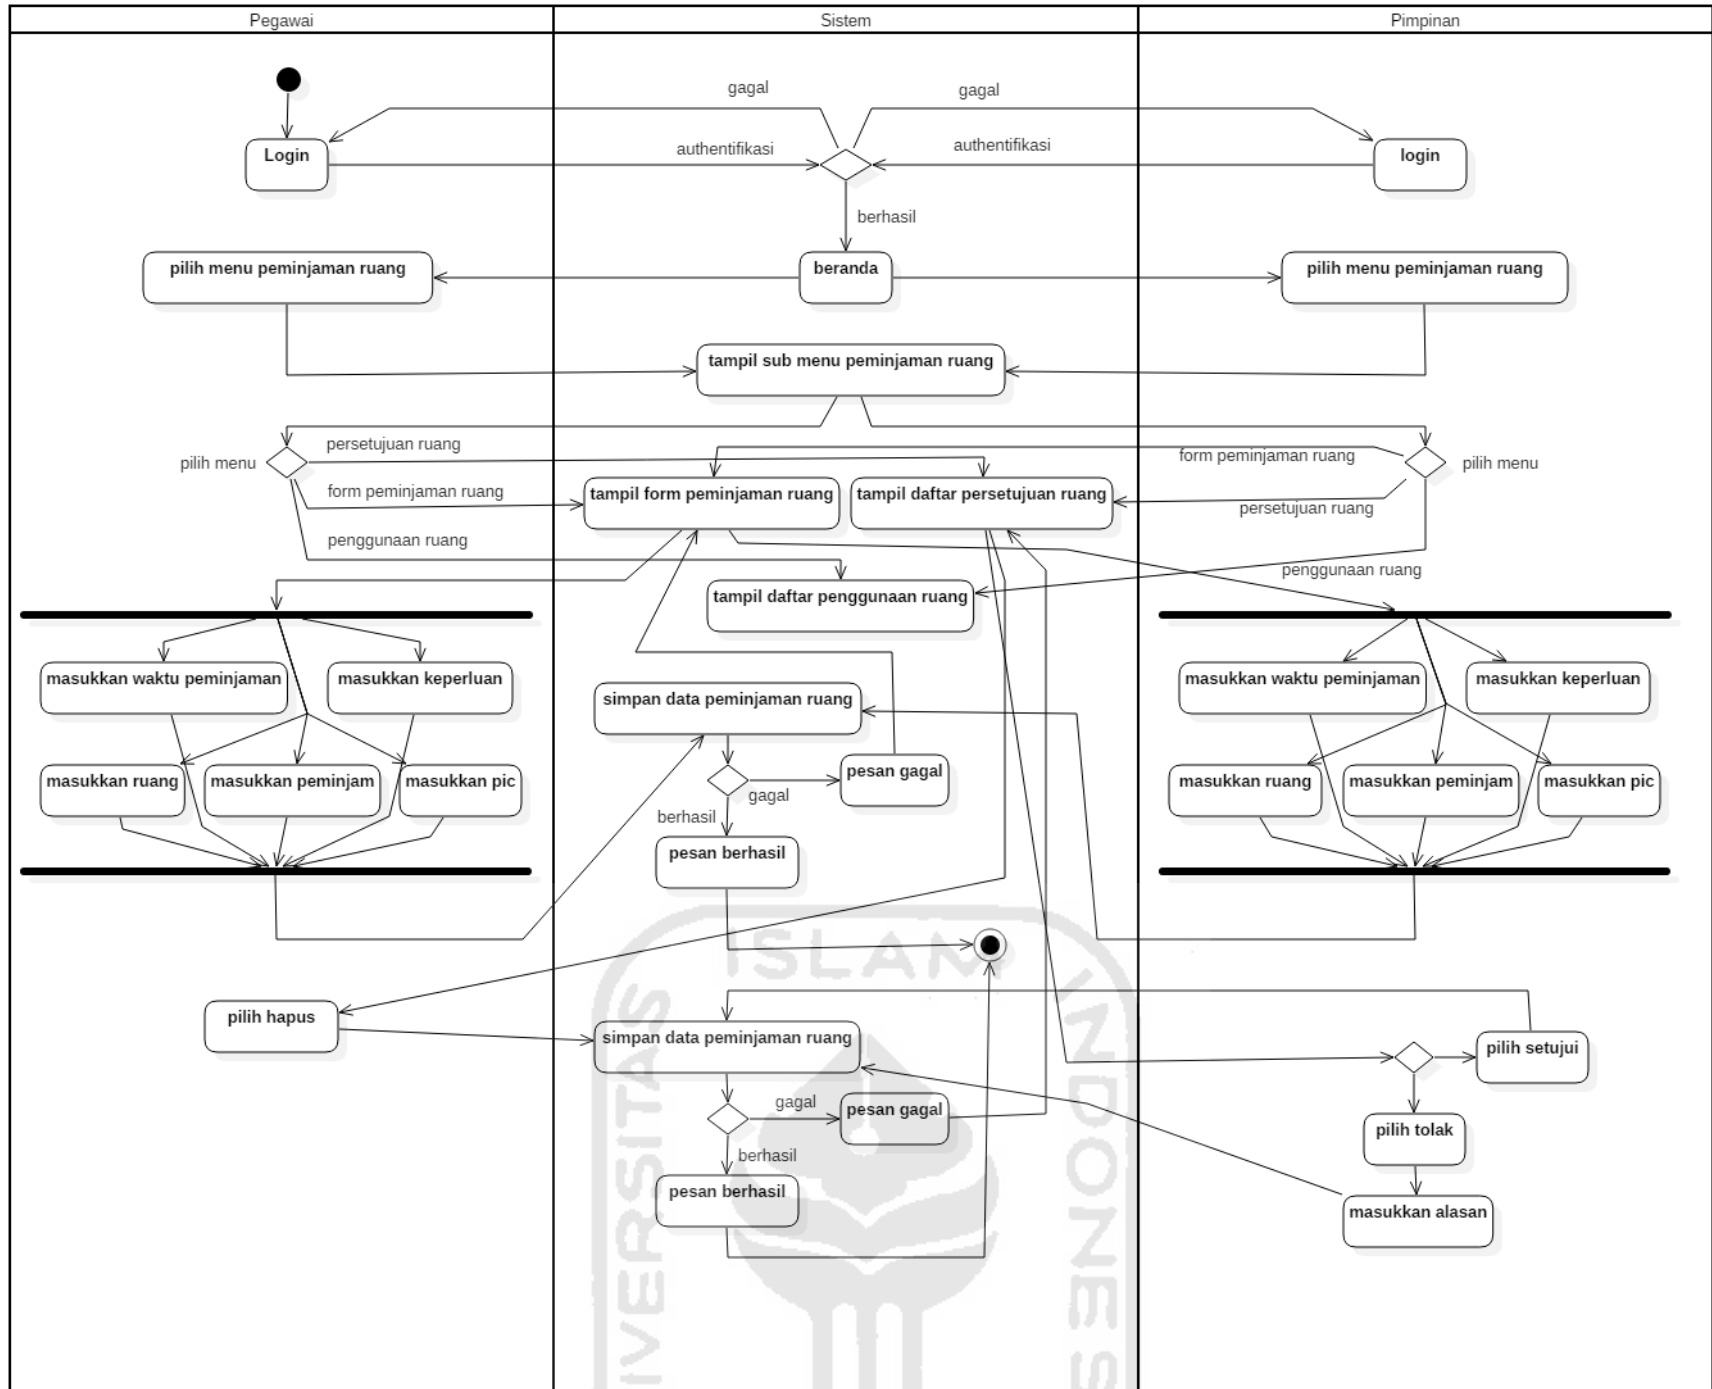 Pegawai
Sistem
Pimpinan
gagal
gagal
Login
authentifikasi
authentifikasi
login
berhasil
pilih menu peminjaman ruang
beranda
pilih menu peminjaman ruang
tampil sub menu peminjaman ruang
persetujuan ruang
form peminjaman ruang
pilih menu
pilih menu
form peminjaman ruang
tampil form peminjaman ruang
tampil daftar persetujuan ruang
persetujuan ruang
penggunaan ruang
penggunaan ruang
tampil daftar penggunaan ruang
masukkan waktu peminjaman
masukkan keperluan
simpan data peminjaman ruang
masukkan waktu peminjaman
masukkan keperluan
masukkan ruang
masukkan peminjam
masukkan pic
pesan gagal
gagal
masukkan ruang
masukkan peminjam
masukkan pic
berhasil
pesan berhasil
pilih hapus
simpan data peminjaman ruang
pilih setujui
gagal
pesan gagal
pilih tolak
berhasil
pesan berhasil
masukkan alasan
ISLAM
VERSITAS
INDONES